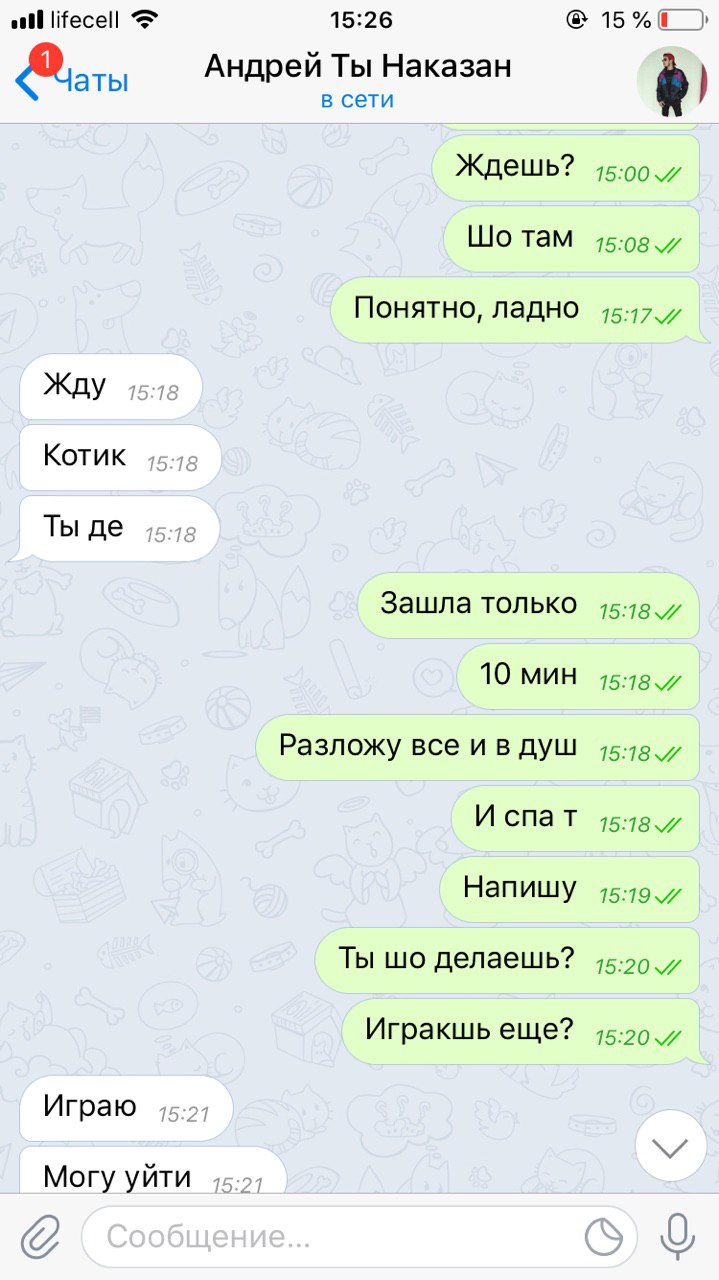 lifecell 15:26 15 %
1
Чаты
Андрей Ты Наказан
в сети
Ждешь? 15:00
Шо там 15:08
Понятно, ладно 15:17
Жду 15:18
Котик 15:18
Ты де 15:18
Зашла только 15:18
10 мин 15:18
Разложу все и в душ 15:18
И спа т 15:18
Напишу 15:19
Ты шо делаешь? 15:20
Игракшь еще? 15:20
Играю 15:21
Могу уйти 15:21
Сообщение...